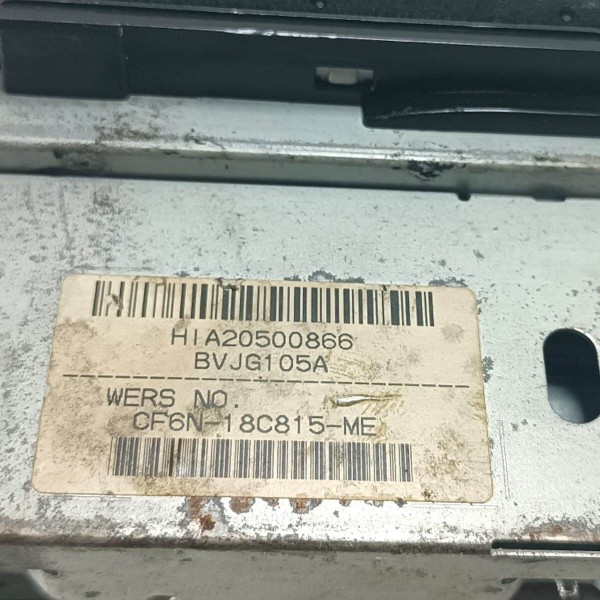 HIA20500866
BVJG105A
WERS NO.
CF6N-18C815-ME